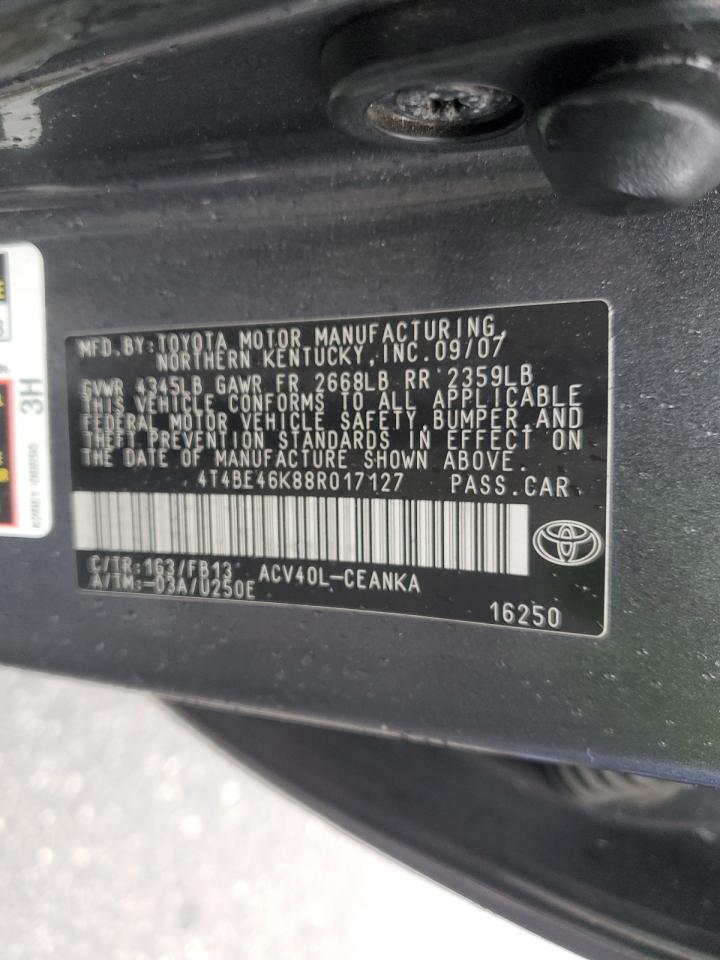 MFD.BY:TOYOTA MOTOR MANUFACTURING,
NORTHERN KENTUCKY,INC.09/07
GVWR 4345LB GAWR FR 2668LB RR 2359LB
THIS VEHICLE CONFORMS TO ALL APPLICABLE
FEDERAL MOTOR VEHICLE SAFETY,BUMPER,AND
THEFT PREVENTION STANDARDS IN EFFECT ON
THE DATE OF MANUFACTURE SHOWN ABOVE.
4T4BE46K88R017127 PASS.CAR
C/TR:1G3/FB13 ACV40L-CEANKA
A/TM:-03A/U250E
16250
3H